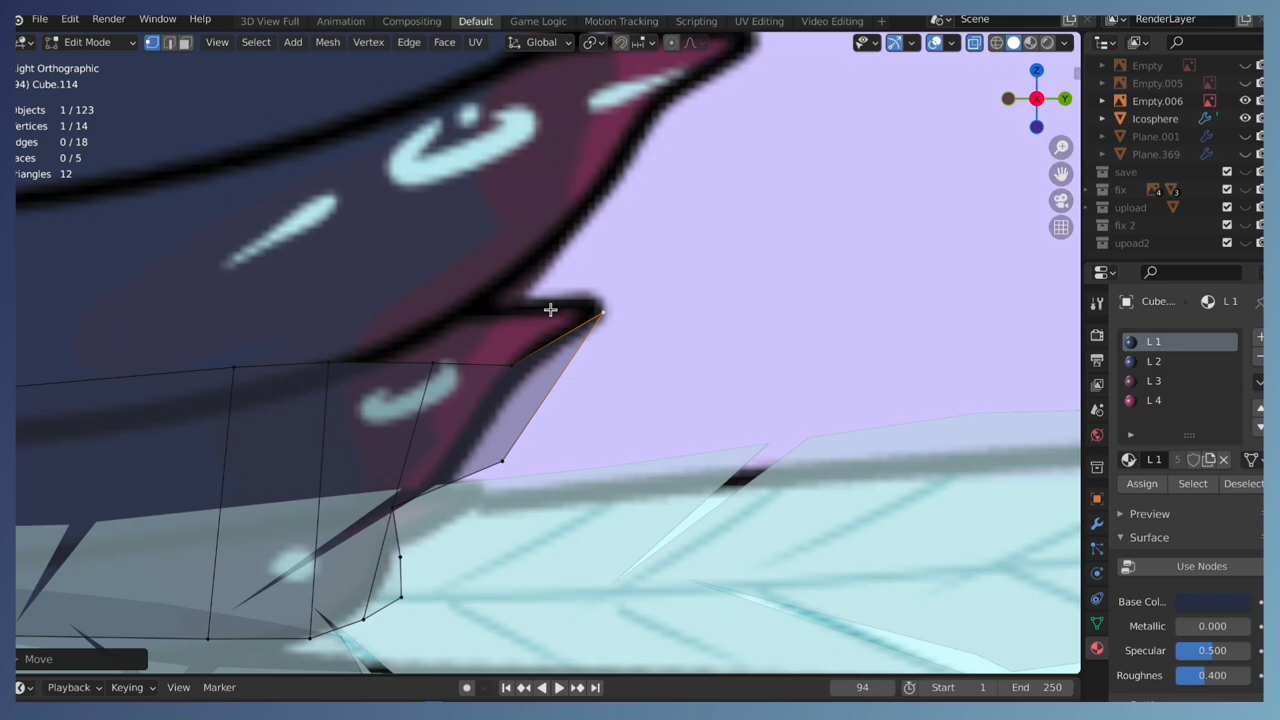 File Edit Render Window Help 3D View Full Animation Compositing Default Game Logic Motion Tracking Scripting UV Editing Video Editing + Scene RenderLayer
Edit Mode View Select Add Mesh Vertex Edge Face UV Global
ight Orthographic
94) Cube.114
Objects 1 / 123
Vertices 1 / 14
dges 0 / 18
aces 0 / 5
riangles 12
Z
X
Y
Empty
Empty.005
Empty.006
Icosphere
Plane.001
Plane.369
save
fix 4 3
upload
fix 2
upoad2
Cube.... L 1
L 1
L 2
L 3
L 4
L 1 5
Assign Select Deselect
Preview
Surface
Use Nodes
Base Col...
Metallic 0.000
Specular 0.500
Roughnes 0.400
Move
Playback Keying View Marker 94 Start 1 End 250